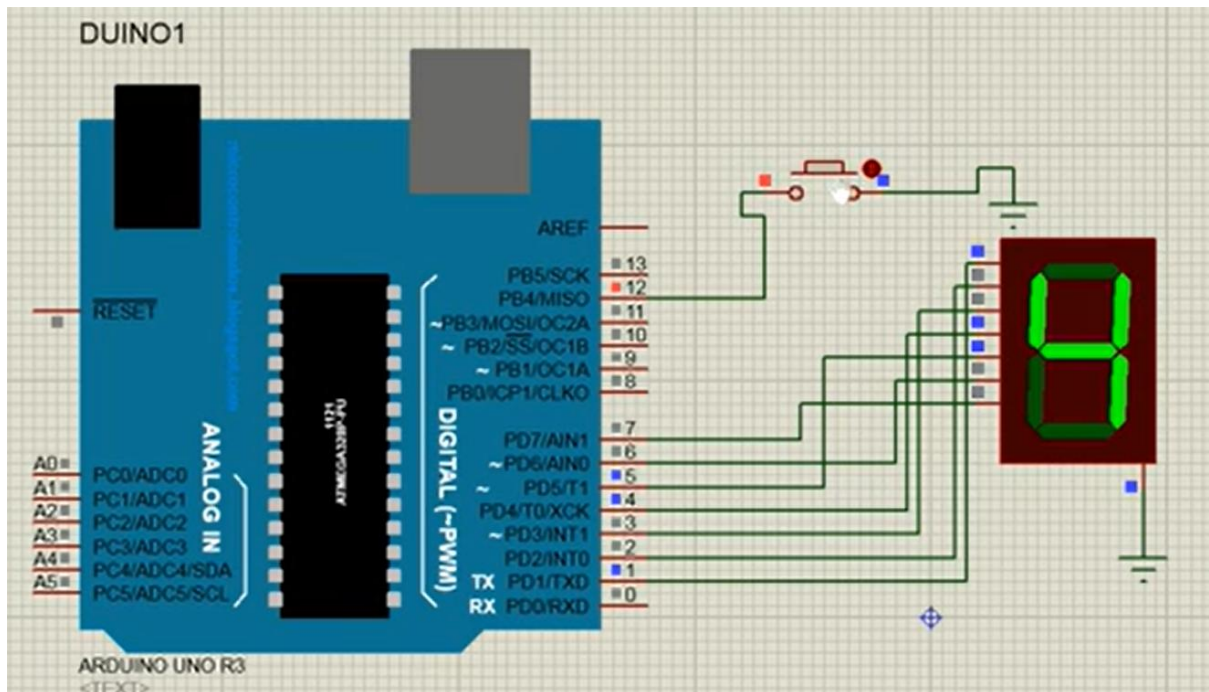 DUINO1
AREF
13
PB5/SCK
12
PB4/MISO
11
~PB3/MOSI/OC2A
10
~ PB2/SS/OC1B
9
~ PB1/OC1A
8
PB0/ICP1/CLKO
RESET
1121
ATMEGA328P-PU
DIGITAL (~PWM)
ANALOG IN
7
PD7/AIN1
6
~PD6/AIN0
5
~ PD5/T1
4
PD4/T0/XCK
3
~PD3/INT1
2
PD2/INT0
1
TX PD1/TXD
0
RX PD0/RXD
A0 PC0/ADC0
A1 PC1/ADC1
A2 PC2/ADC2
A3 PC3/ADC3
A4 PC4/ADC4/SDA
A5 PC5/ADC5/SCL
4
ARDUINO UNO R3
<TEXT>